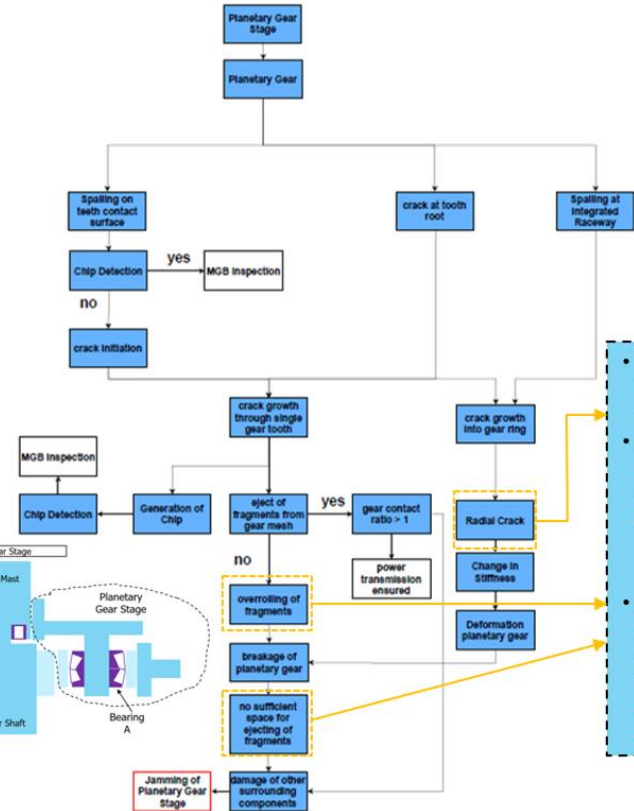 Planetary Gear
Stage
Planetary Gear
Spalling on
teeth contact
surface
crack at tooth
root
Spalling at
Integrated
Raceway
Chip Detection
yes
MGB Inspection
no
crack initiation
crack growth
through single
gear tooth
crack growth
into gear ring
MGB Inspection
Chip Detection
Generation of
Chip
eject of
fragments from
gear mesh
yes
gear contact
ratio > 1
Radial Crack
no
power
transmission
ensured
Change in
Stiffness
overrolling of
fragments
Deformation
planetary gear
breakage of
planetary gear
no sufficient
space for
ejecting of
fragments
Jamming of
Planetary Gear
Stage
damage of other
surrounding
components
Stage
Mast
Planetary
Gear Stage
Shaft
Bearing
A
•
•
•